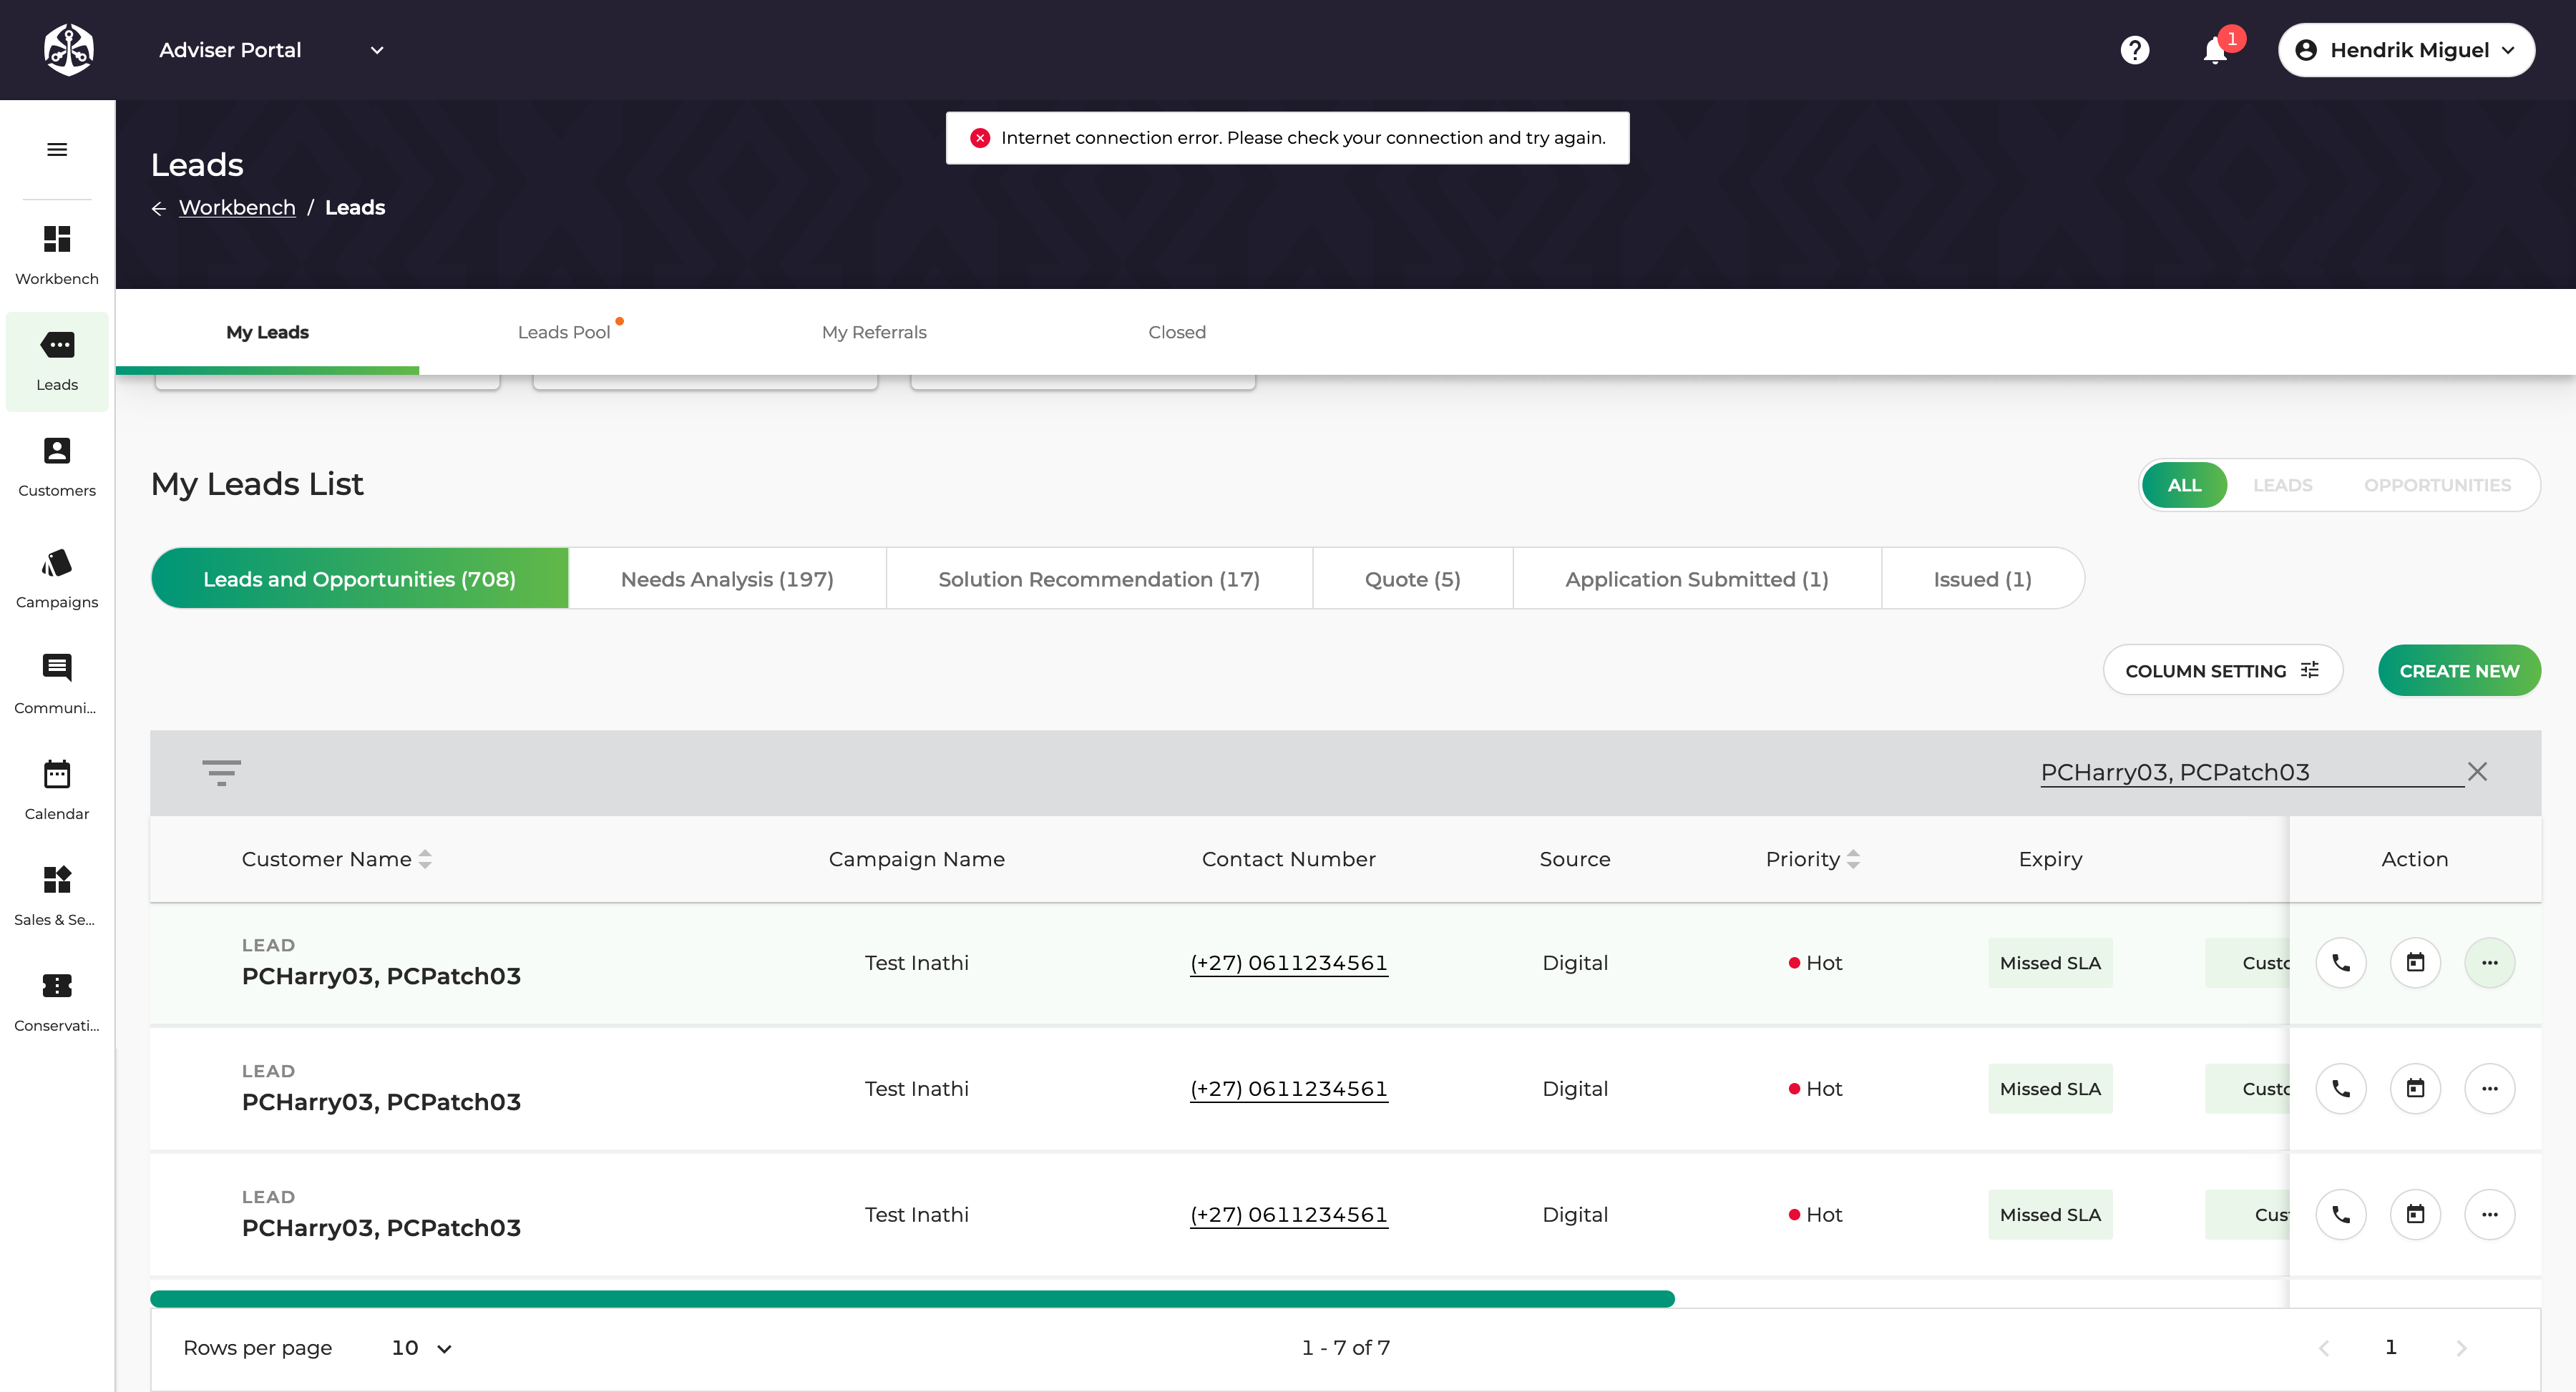 Adviser Portal
1
Hendrik Miguel
Internet connection error. Please check your connection and try again.
Leads
Workbench / Leads
Workbench
Leads
Customers
Campaigns
Communi...
Calendar
Sales & Se...
Conservati...
My Leads
Leads Pool
My Referrals
Closed
My Leads List
ALL
LEADS
OPPORTUNITIES
Leads and Opportunities (708)
Needs Analysis (197)
Solution Recommendation (17)
Quote (5)
Application Submitted (1)
Issued (1)
COLUMN SETTING
CREATE NEW
PCHarry03, PCPatch03
Customer Name
Campaign Name
Contact Number
Source
Priority
Expiry
Action
LEAD
PCHarry03, PCPatch03
Test Inathi
(+27) 0611234561
Digital
Hot
Missed SLA
Custo
LEAD
PCHarry03, PCPatch03
Test Inathi
(+27) 0611234561
Digital
Hot
Missed SLA
Custo
LEAD
PCHarry03, PCPatch03
Test Inathi
(+27) 0611234561
Digital
Hot
Missed SLA
Cust
Rows per page
10
1 - 7 of 7
1